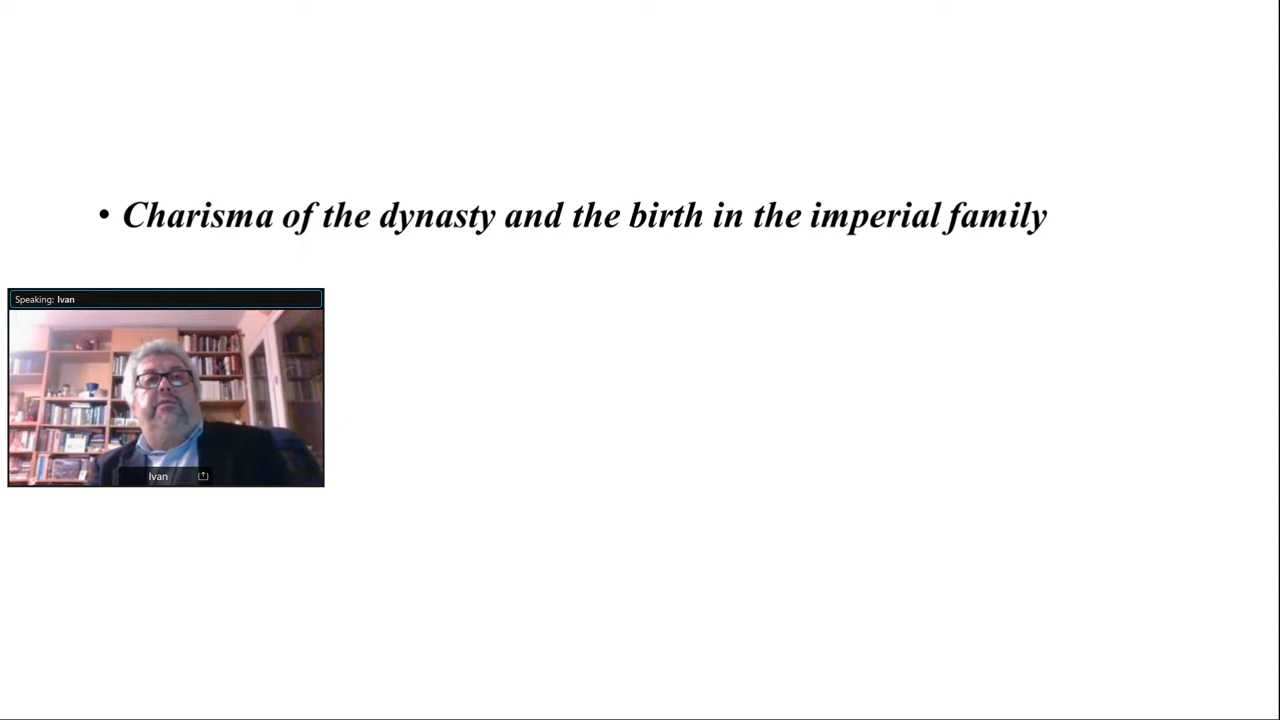 • Charisma of the dynasty and the birth in the imperial family
Speaking: Ivan
Ivan